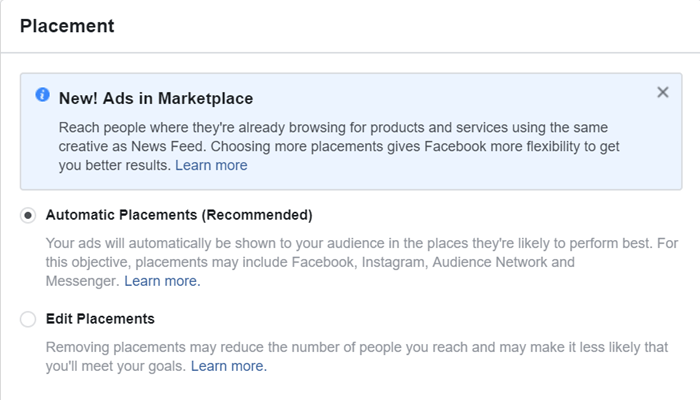 Placement
New! Ads in Marketplace
Reach people where they're already browsing for products and services using the same
creative as News Feed. Choosing more placements gives Facebook more flexibility to get
you better results. Learn more
Automatic Placements (Recommended)
Your ads will automatically be shown to your audience in the places they're likely to perform best. For
this objective, placements may include Facebook, Instagram, Audience Network and
Messenger. Learn more.
Edit Placements
Removing placements may reduce the number of people you reach and may make it less likely that
you'll meet your goals. Learn more.